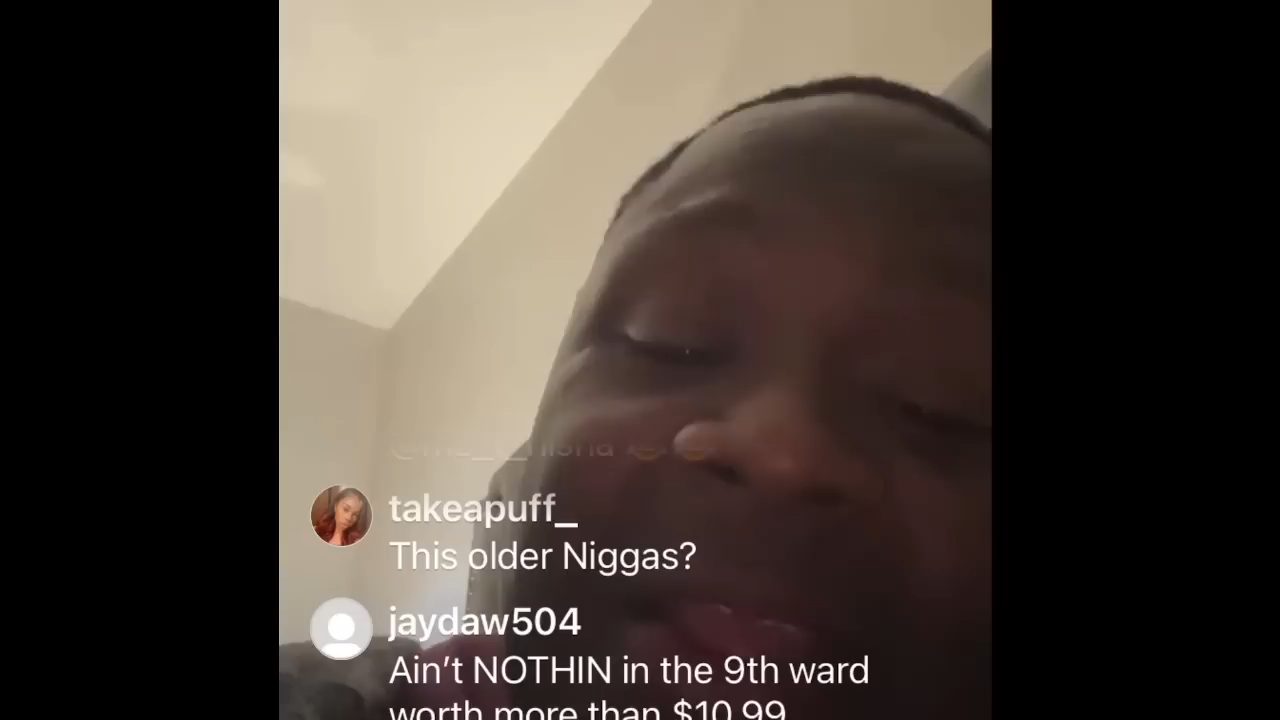 takeapuff_
This older Niggas?
jaydaw504
Ain't NOTHIN in the 9th ward
worth more than $10.99